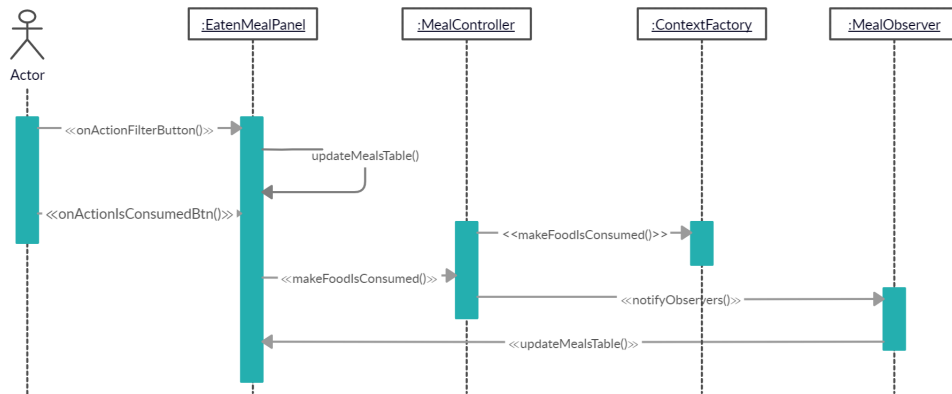 :EatenMealPanel
:MealController
:ContextFactory
:MealObserver
Actor
<<onActionFilterButton()>>
updateMealsTable()
<<onActionIsConsumedBtn()>>
<<makeFoodIsConsumed()>>
<<makeFoodIsConsumed()>>
<<notifyObservers()>>
<<updateMealsTable()>>